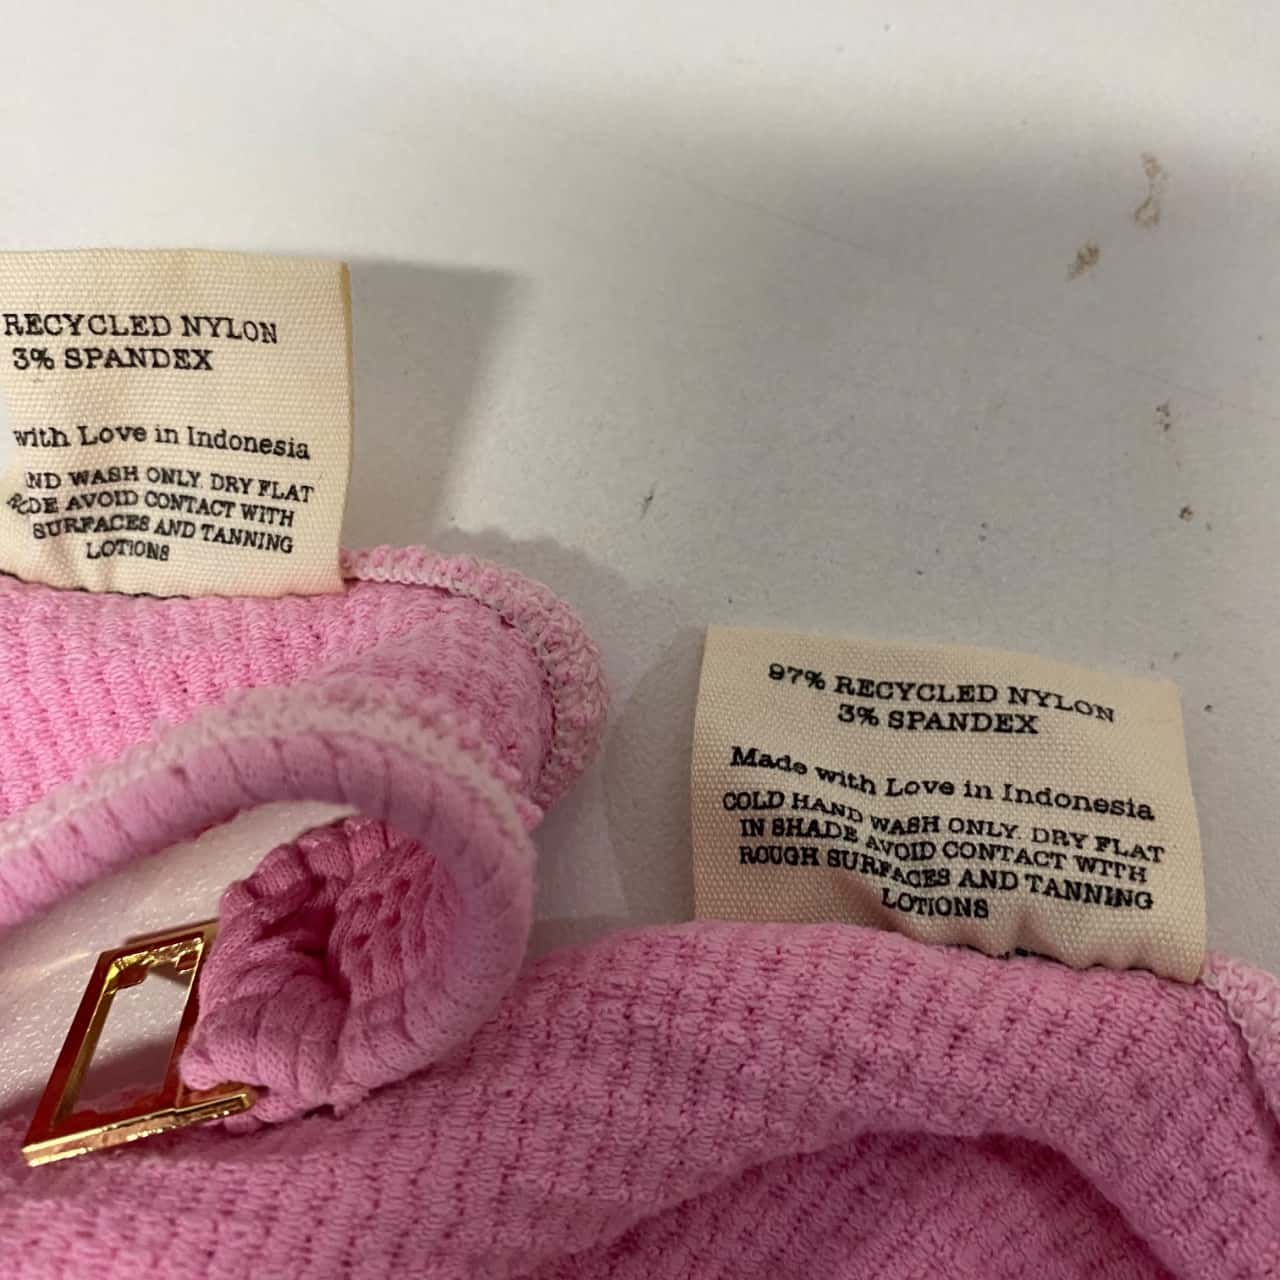 RECYCLED NYLON
3% SPANDEX
with Love in Indonesia
ND WASH ONLY. DRY FLAT
DE AVOID CONTACT WITH
SURFACES AND TANNING
LOTIONS
97% RECYCLED NYLON
3% SPANDEX
Made with Love in Indonesia
COLD HAND WASH ONLY. DRY FLAT
IN SHADE AVOID CONTACT WITH
ROUGH SURFACES AND TANNING
LOTIONS